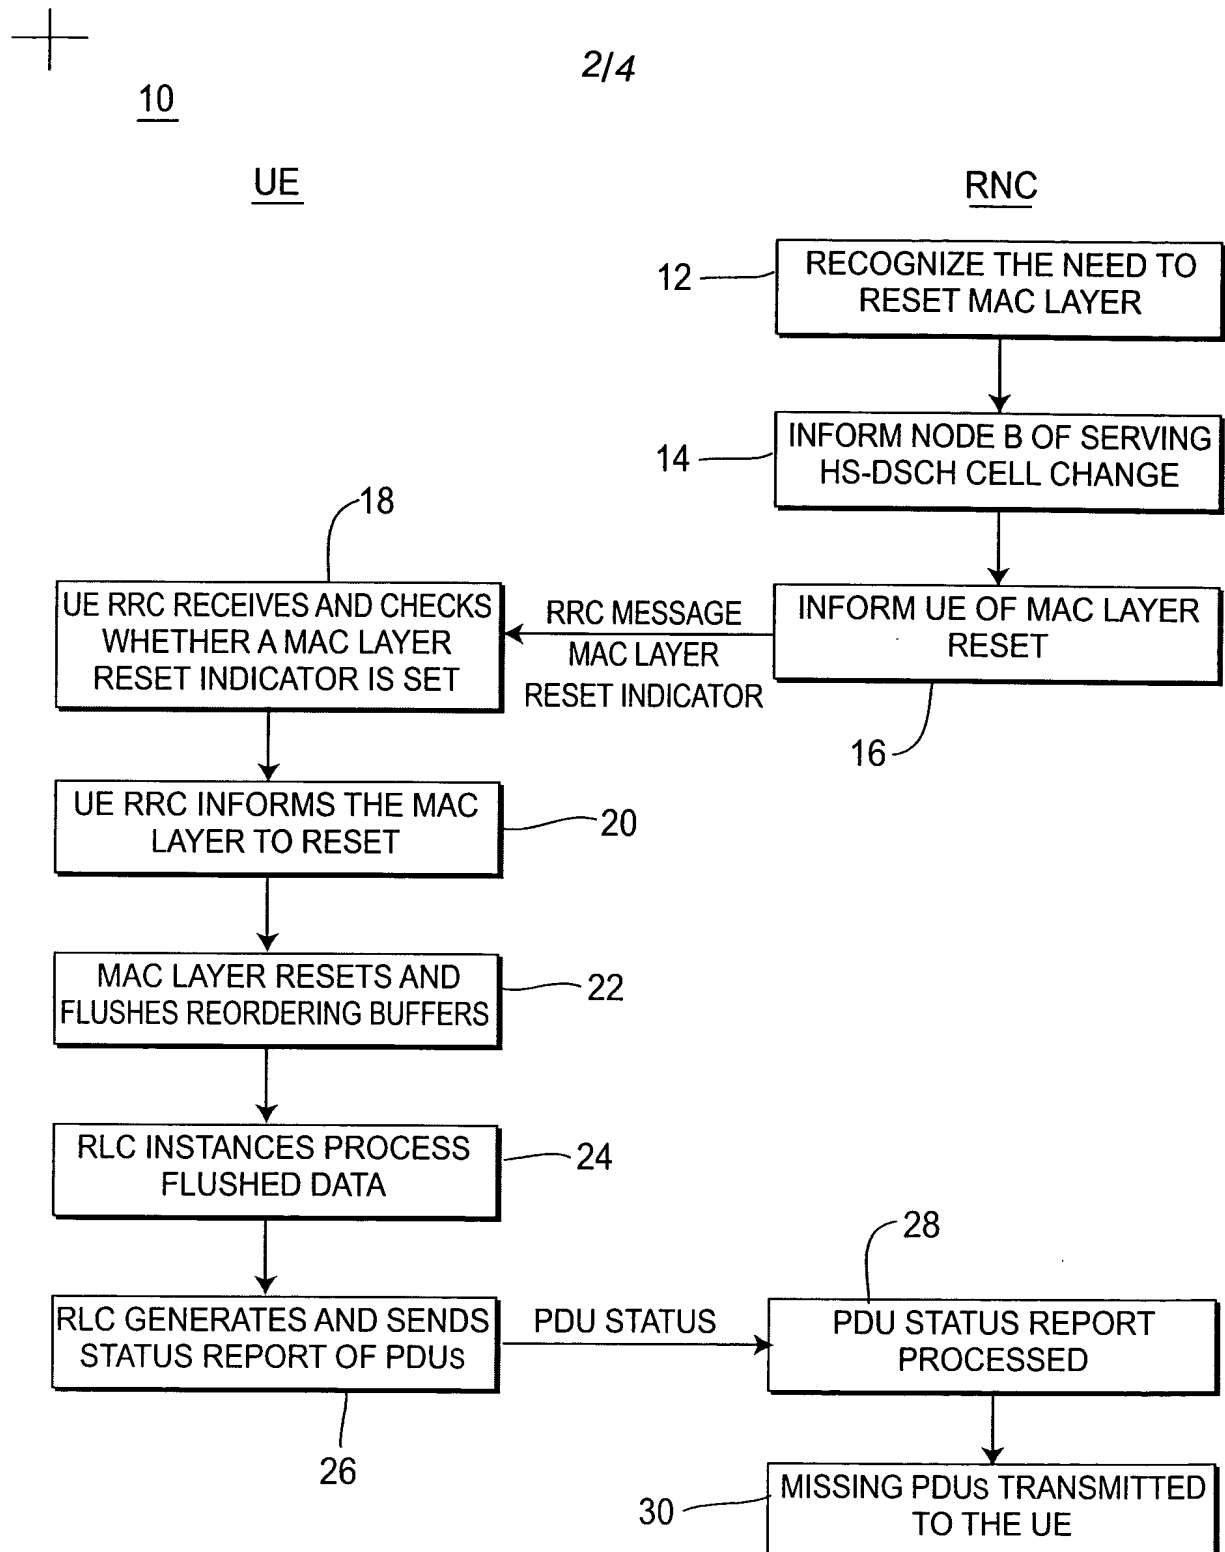 2/4
10
UE
RNC
12
RECOGNIZE THE NEED TO
RESET MAC LAYER
14
INFORM NODE B OF SERVING
HS-DSCH CELL CHANGE
18
UE RRC RECEIVES AND CHECKS
WHETHER A MAC LAYER
RESET INDICATOR IS SET
RRC MESSAGE
MAC LAYER
RESET INDICATOR
INFORM UE OF MAC LAYER
RESET
16
UE RRC INFORMS THE MAC
LAYER TO RESET
20
MAC LAYER RESETS AND
FLUSHES REORDERING BUFFERS
22
RLC INSTANCES PROCESS
FLUSHED DATA
24
RLC GENERATES AND SENDS
STATUS REPORT OF PDUs
26
PDU STATUS
28
PDU STATUS REPORT
PROCESSED
30
MISSING PDUs TRANSMITTED
TO THE UE